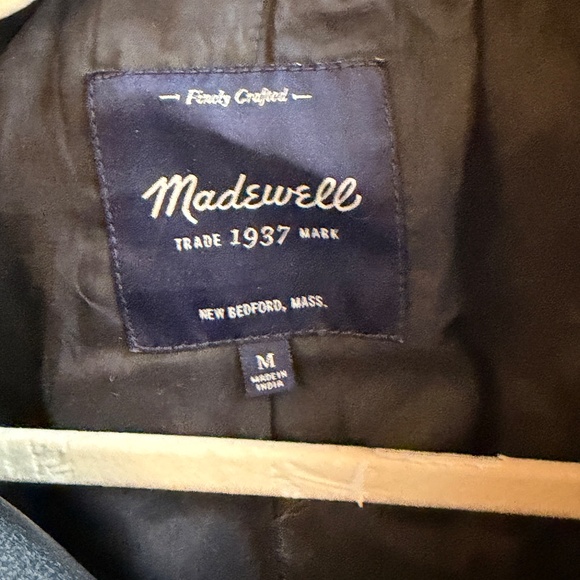 Finely Crafted
Madewell
TRADE 1937 MARK
NEW BEDFORD, MASS.
M
MADE IN
INDIA